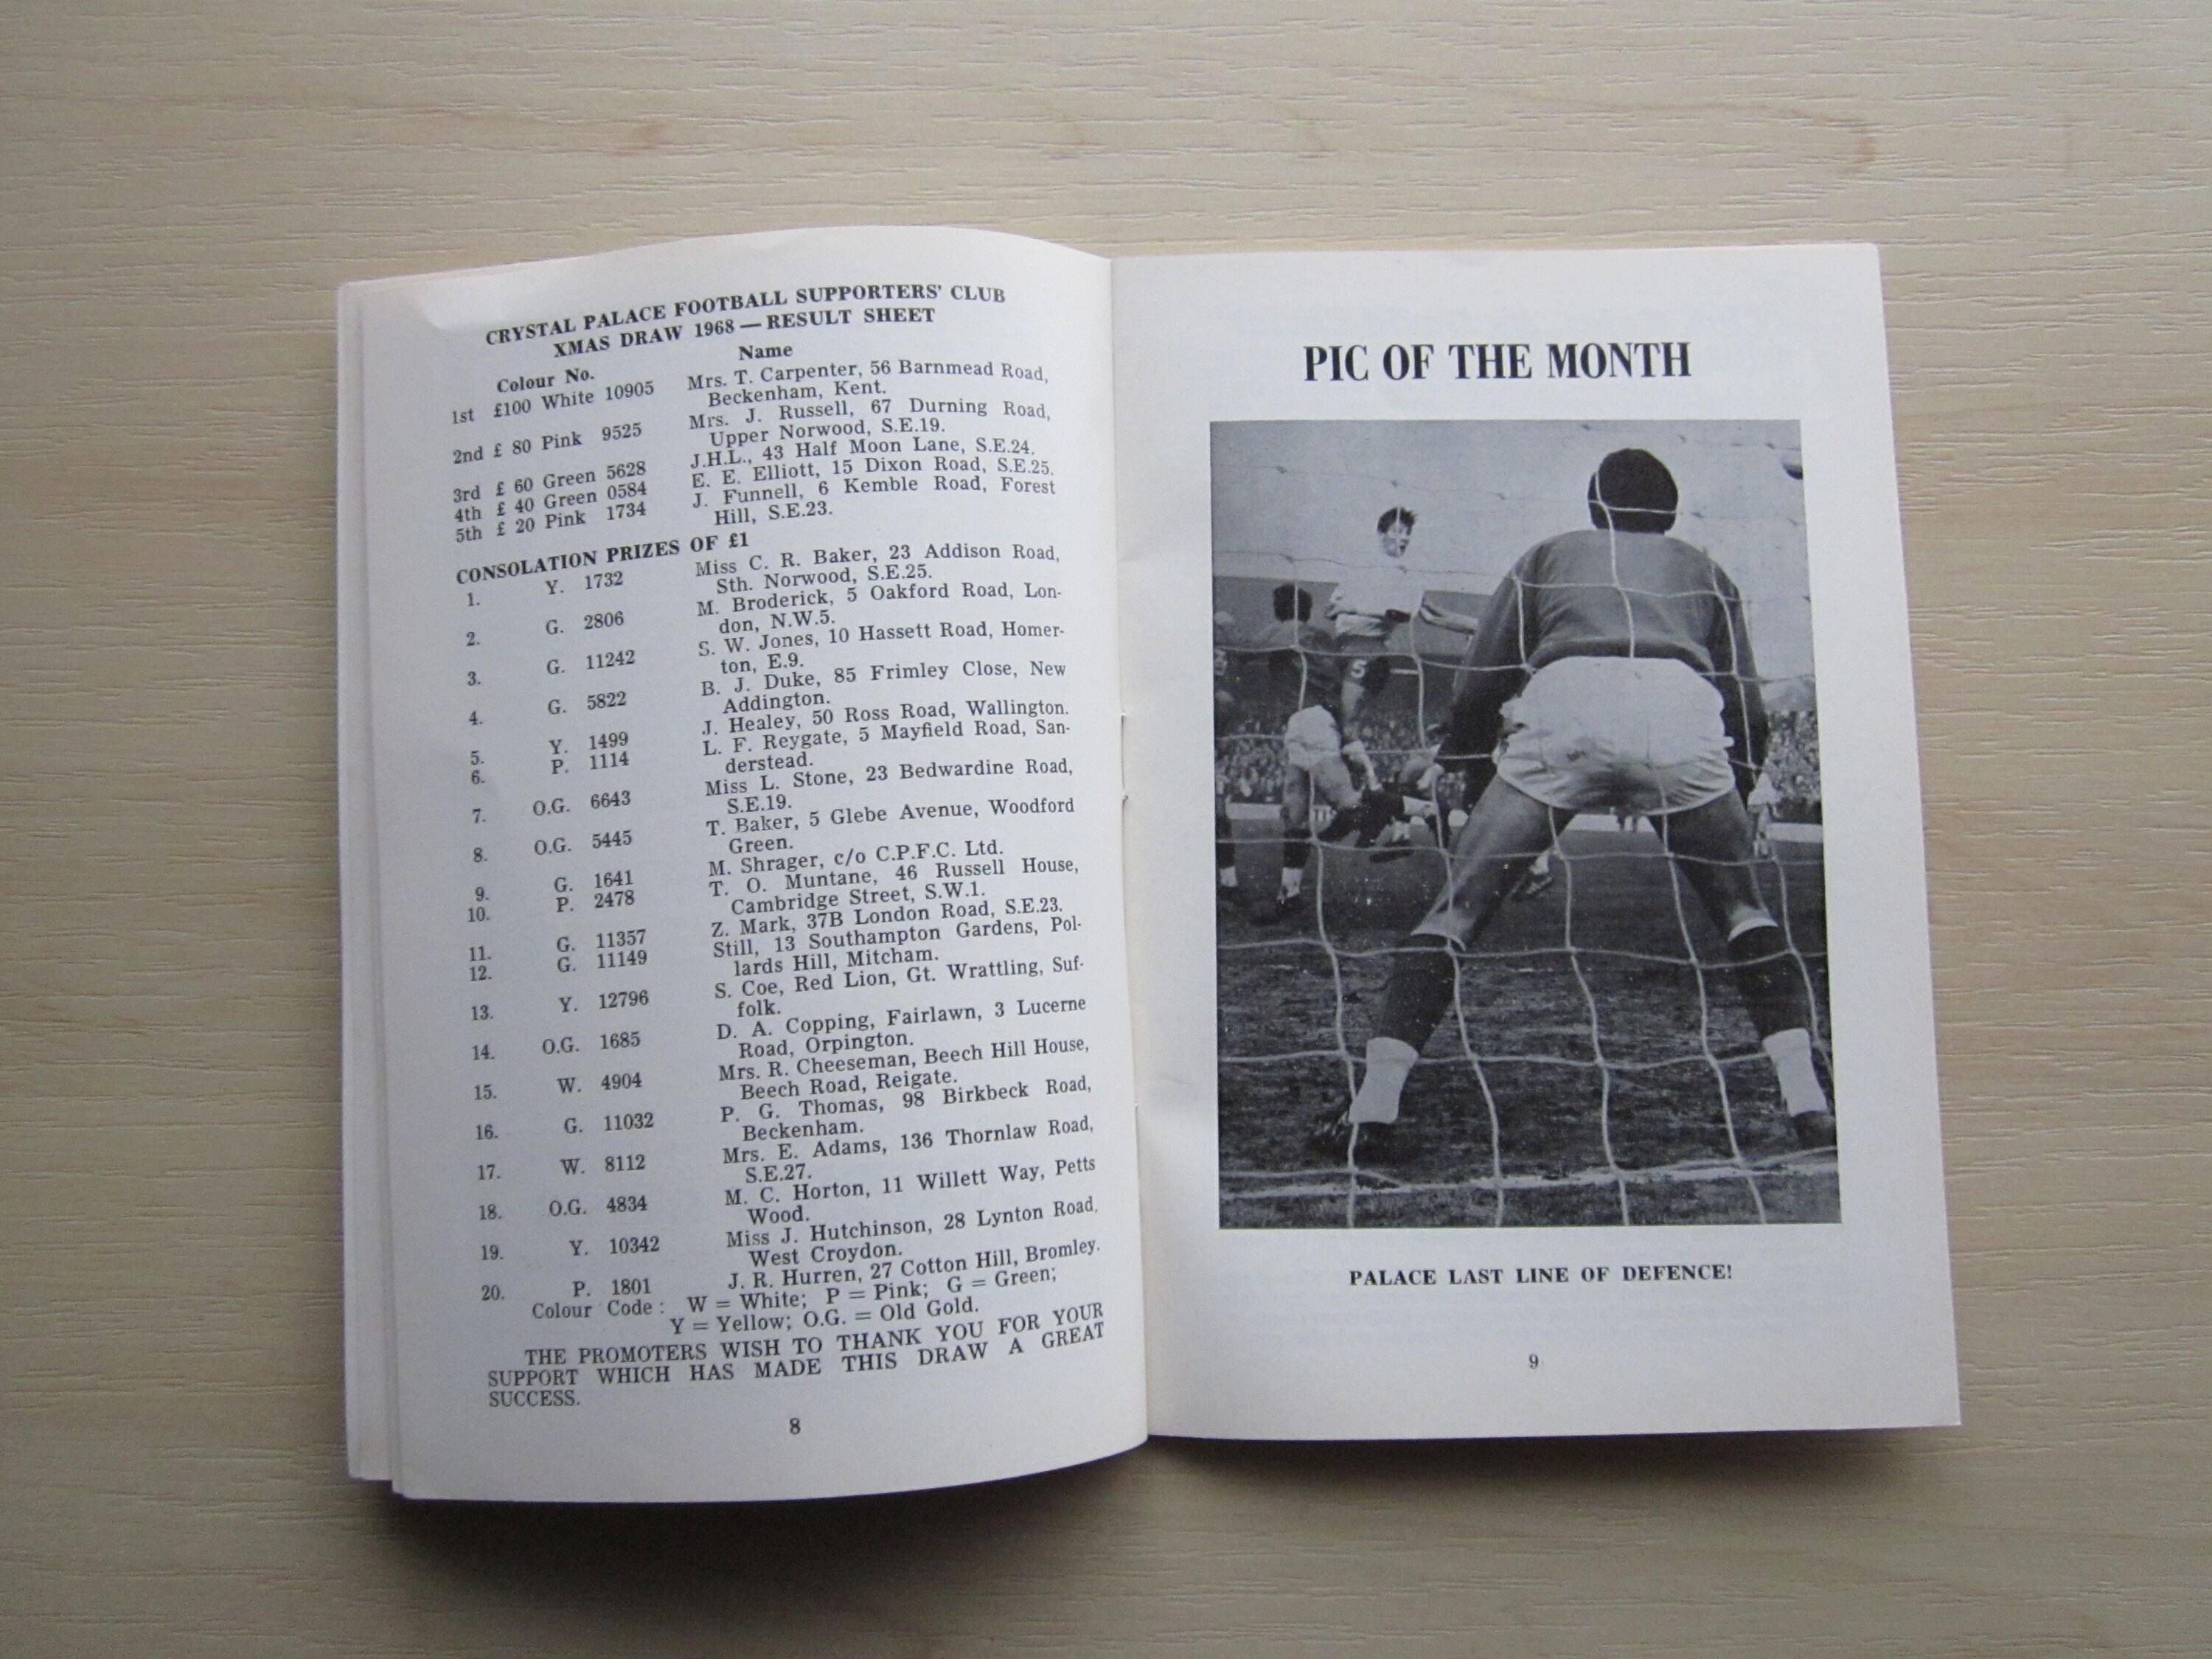 CRYSTAL PALACE FOOTBALL SUPPORTERS' CLUB
XMAS DRAW 1968 — RESULT SHEET
Colour No. Name
1st £100 White 10905 Mrs. T. Carpenter, 56 Barnmead Road,
Beckenham, Kent.
2nd £ 80 Pink 9525 Mrs. J. Russell, 67 Durning Road,
Upper Norwood, S.E.19.
3rd £ 60 Green 5628 J.H.L., 43 Half Moon Lane, S.E.24.
4th £ 40 Green 0584 E. E. Elliott, 15 Dixon Road, S.E.25.
5th £ 20 Pink 1734 J. Funnell, 6 Kemble Road, Forest
Hill, S.E.23.
CONSOLATION PRIZES OF £1
1. Y. 1732 Miss C. R. Baker, 23 Addison Road,
Sth. Norwood, S.E.25.
2. G. 2806 M. Broderick, 5 Oakford Road, Lon-
don, N.W.5.
3. G. 11242 S. W. Jones, 10 Hassett Road, Homer-
ton, E.9.
4. G. 5822 B. J. Duke, 85 Frimley Close, New
Addington.
5. Y. 1499 J. Healey, 50 Ross Road, Wallington.
6. P. 1114 L. F. Reygate, 5 Mayfield Road, San-
derstead.
7. O.G. 6643 Miss L. Stone, 23 Bedwardine Road,
S.E.19.
8. O.G. 5445 T. Baker, 5 Glebe Avenue, Woodford
Green.
9. G. 1641 M. Shrager, c/o C.P.F.C. Ltd.
10. P. 2478 T. O. Muntane, 46 Russell House,
Cambridge Street, S.W.1.
11. G. 11357 Z. Mark, 37B London Road, S.E.23.
12. G. 11149 Still, 13 Southampton Gardens, Pol-
lards Hill, Mitcham.
13. Y. 12796 S. Coe, Red Lion, Gt. Wrattling, Suf-
folk.
14. O.G. 1685 D. A. Copping, Fairlawn, 3 Lucerne
Road, Orpington.
15. W. 4904 Mrs. R. Cheeseman, Beech Hill House,
Beech Road, Reigate.
16. G. 11032 P. G. Thomas, 98 Birkbeck Road,
Beckenham.
17. W. 8112 Mrs. E. Adams, 136 Thornlaw Road,
S.E.27.
18. O.G. 4834 M. C. Horton, 11 Willett Way, Petts
Wood.
19. Y. 10342 Miss J. Hutchinson, 28 Lynton Road,
West Croydon.
20. P. 1801 J. R. Hurren, 27 Cotton Hill, Bromley.
Colour Code: W = White; P = Pink; G = Green;
Y = Yellow; O.G. = Old Gold.
THE PROMOTERS WISH TO THANK YOU FOR YOUR
SUPPORT WHICH HAS MADE THIS DRAW A GREAT
SUCCESS.
8
PIC OF THE MONTH
5
PALACE LAST LINE OF DEFENCE!
9